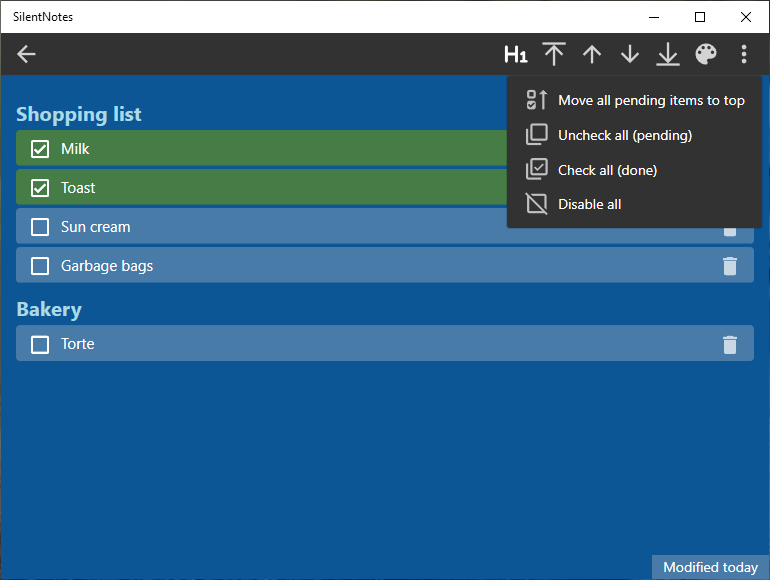 SilentNotes
H1
Move all pending items to top
Uncheck all (pending)
Check all (done)
Disable all
Shopping list
Milk
Toast
Sun cream
Garbage bags
Bakery
Torte
Modified today